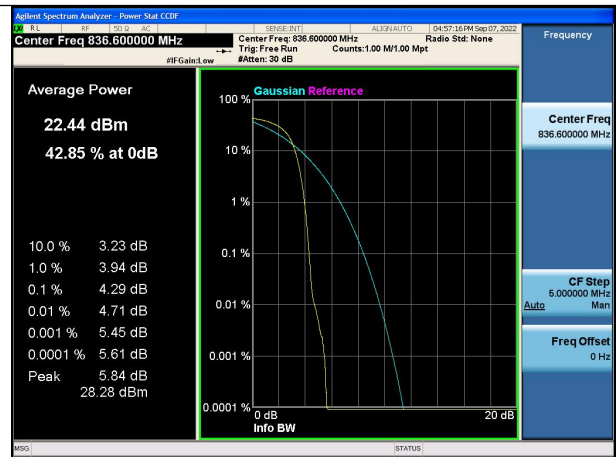 Agilent Spectrum Analyzer - Power Stat CCDF
RL RF 50 Ω AC SENSE:INT ALIGN AUTO 04:57:16 PM Sep 07, 2022
Center Freq 836.600000 MHz
Center Freq: 836.600000 MHz Radio Std: None
Trig: Free Run Counts:1.00 M/1.00 Mpt
#IFGain:Low #Atten: 30 dB
Frequency
Average Power
22.44 dBm
42.85 % at 0dB
10.0 % 3.23 dB
1.0 % 3.94 dB
0.1 % 4.29 dB
0.01 % 4.71 dB
0.001 % 5.45 dB
0.0001 % 5.61 dB
Peak 5.84 dB
28.28 dBm
Gaussian Reference
100 %
10 %
1 %
0.1 %
0.01 %
0.001 %
0.0001 %
0 dB 20 dB
Info BW
Center Freq
836.600000 MHz
CF Step
5.000000 MHz
Auto Man
Freq Offset
0 Hz
MSG STATUS